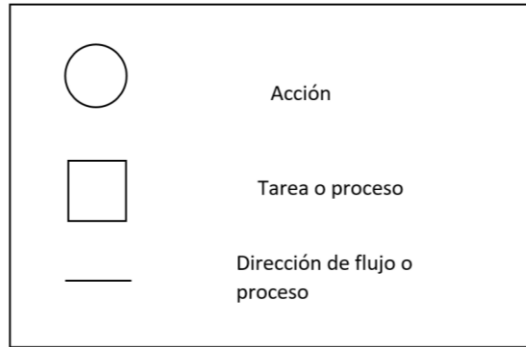 Acción
Tarea o proceso
Dirección de flujo o
proceso